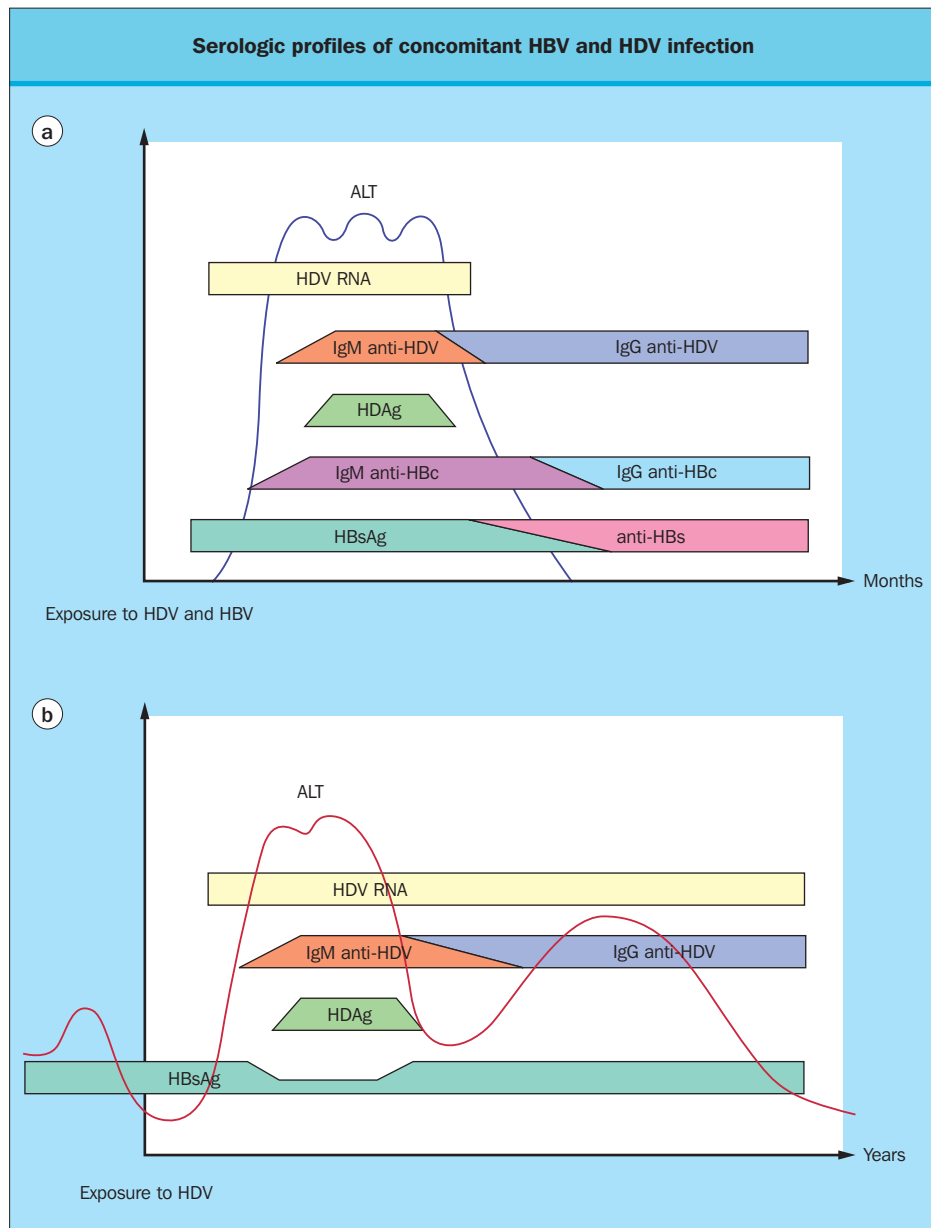 Serologic profiles of concomitant HBV and HDV infection
a
ALT
HDV RNA
IgM anti-HDV
IgG anti-HDV
HDAg
IgM anti-HBc
IgG anti-HBc
HBsAg
anti-HBs
Months
Exposure to HDV and HBV
b
ALT
HDV RNA
IgM anti-HDV
IgG anti-HDV
HDAg
HBsAg
Years
Exposure to HDV